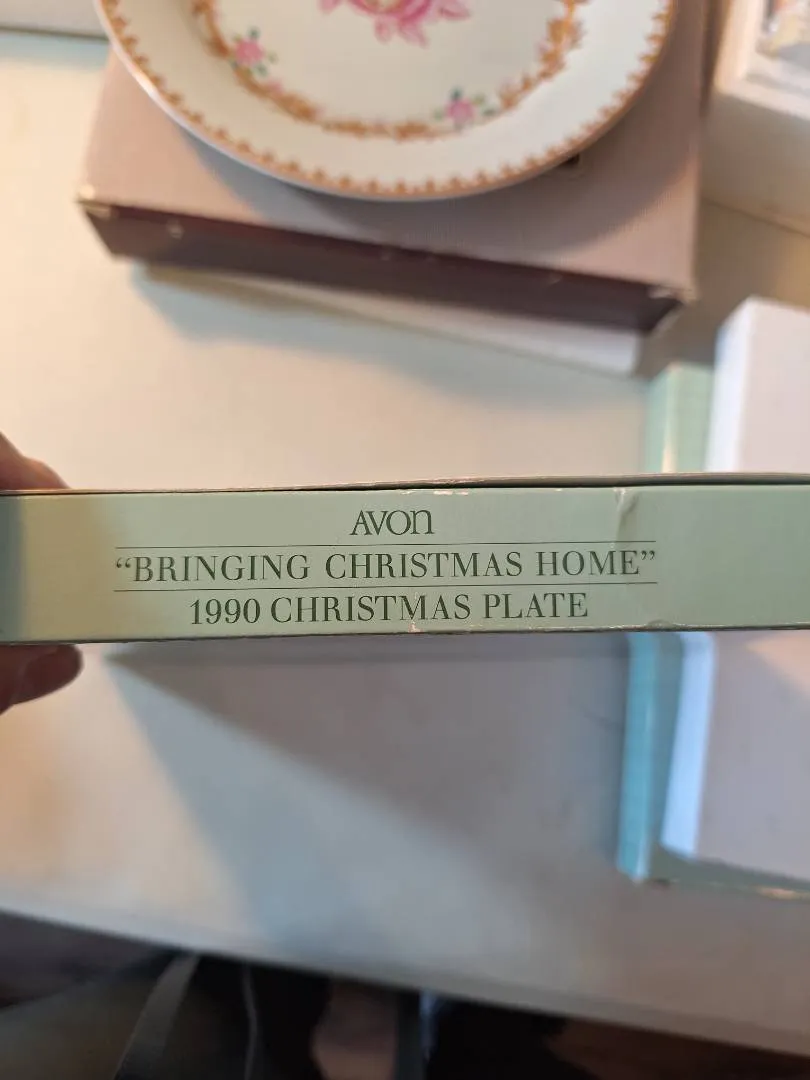 AVON
“BRINGING CHRISTMAS HOME”
1990 CHRISTMAS PLATE